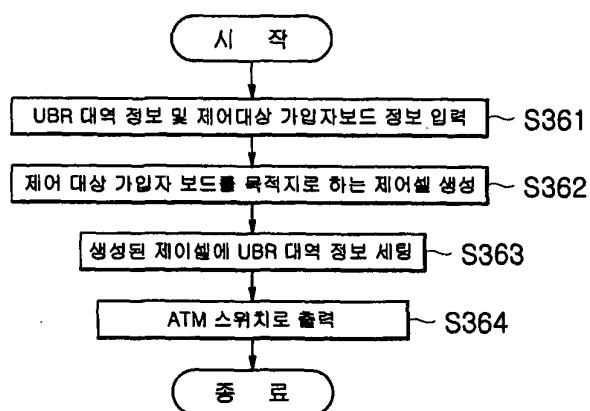 시 작
UBR 대역 정보 및 제어대상 가입자보드 정보 입력
S361
제어 대상 가입자 보드를 목적지로 하는 제어셀 생성
S362
생성된 제이셀에 UBR 대역 정보 세팅
S363
ATM 스위치로 출력
S364
종 료